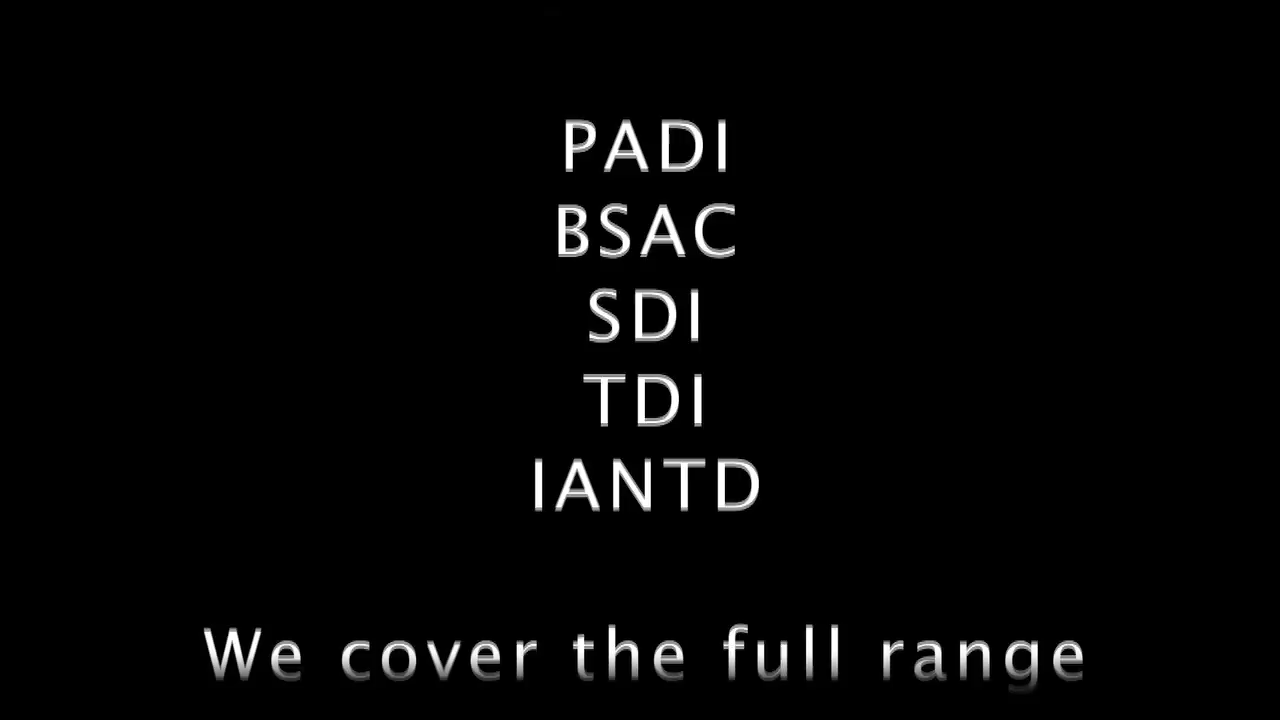 PADI
BSAC
SDI
TDI
IANTD
We cover the full range